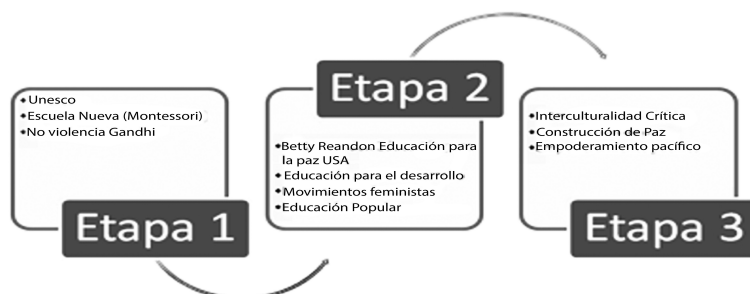 •Unesco
•Escuela Nueva (Montessori)
•No violencia Gandhi
Etapa 1
Etapa 2
•Betty Reandon Educación para
la paz USA
•Educación para el desarrollo
•Movimientos feministas
•Educación Popular
•Interculturalidad Crítica
•Construcción de Paz
•Empoderamiento pacífico
Etapa 3